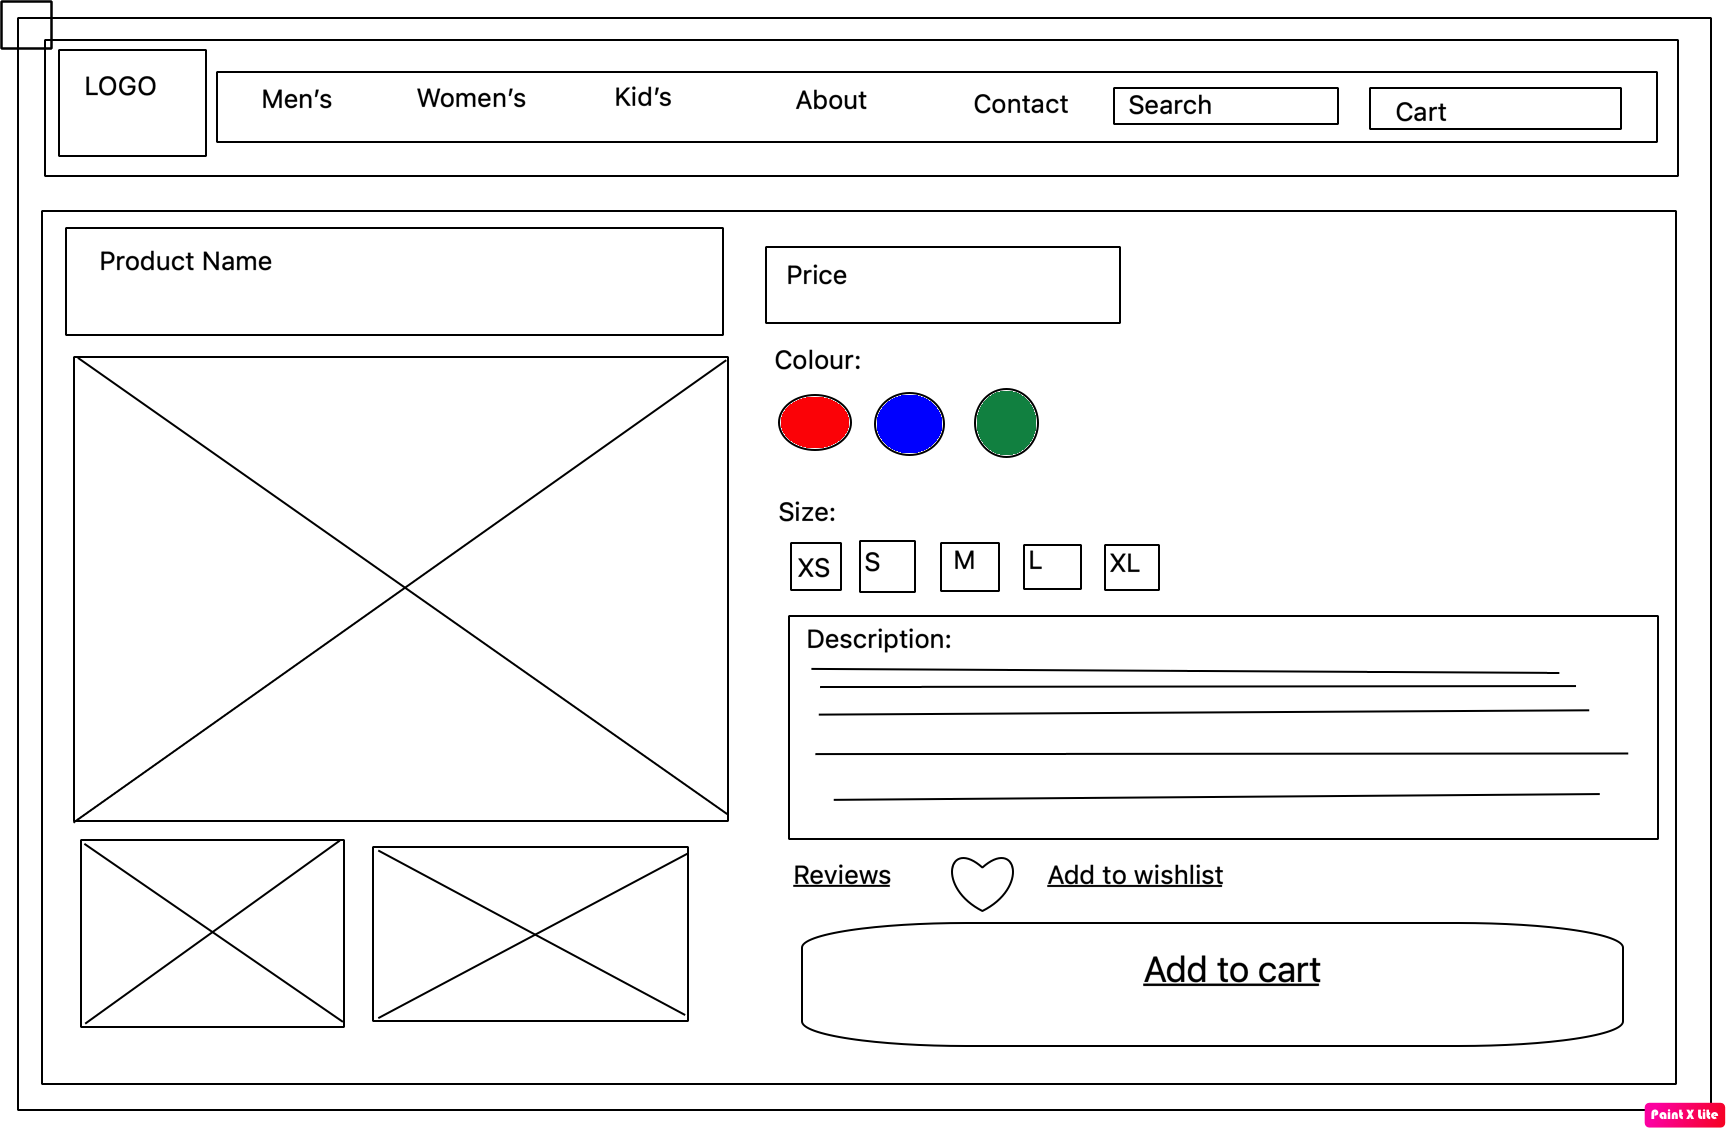 LOGO
Men’s Women’s Kid’s About Contact Search Cart
Product Name
Price
Colour:
Size:
XS S M L XL
Description:
Reviews Add to wishlist
Add to cart
Paint X Lite